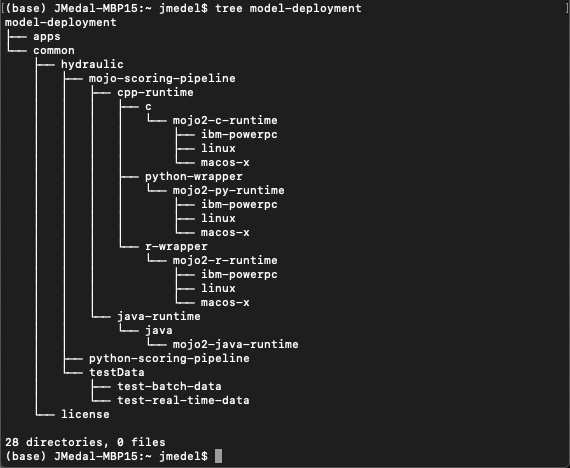 (base) JMedal-MBP15:~ jmedel$ tree model-deployment
model-deployment
├── apps
└── common
    ├── hydraulic
    │   ├── mojo-scoring-pipeline
    │   │   ├── cpp-runtime
    │   │   │   ├── c
    │   │   │   │   └── mojo2-c-runtime
    │   │   │   │       ├── ibm-powerpc
    │   │   │   │       ├── linux
    │   │   │   │       └── macos-x
    │   │   │   ├── python-wrapper
    │   │   │   │   └── mojo2-py-runtime
    │   │   │   │       ├── ibm-powerpc
    │   │   │   │       ├── linux
    │   │   │   │       └── macos-x
    │   │   │   └── r-wrapper
    │   │   │       └── mojo2-r-runtime
    │   │   │           ├── ibm-powerpc
    │   │   │           ├── linux
    │   │   │           └── macos-x
    │   │   └── java-runtime
    │   │       └── java
    │   │           └── mojo2-java-runtime
    │   ├── python-scoring-pipeline
    │   └── testData
    │       ├── test-batch-data
    │       └── test-real-time-data
    └── license
28 directories, 0 files
(base) JMedal-MBP15:~ jmedel$